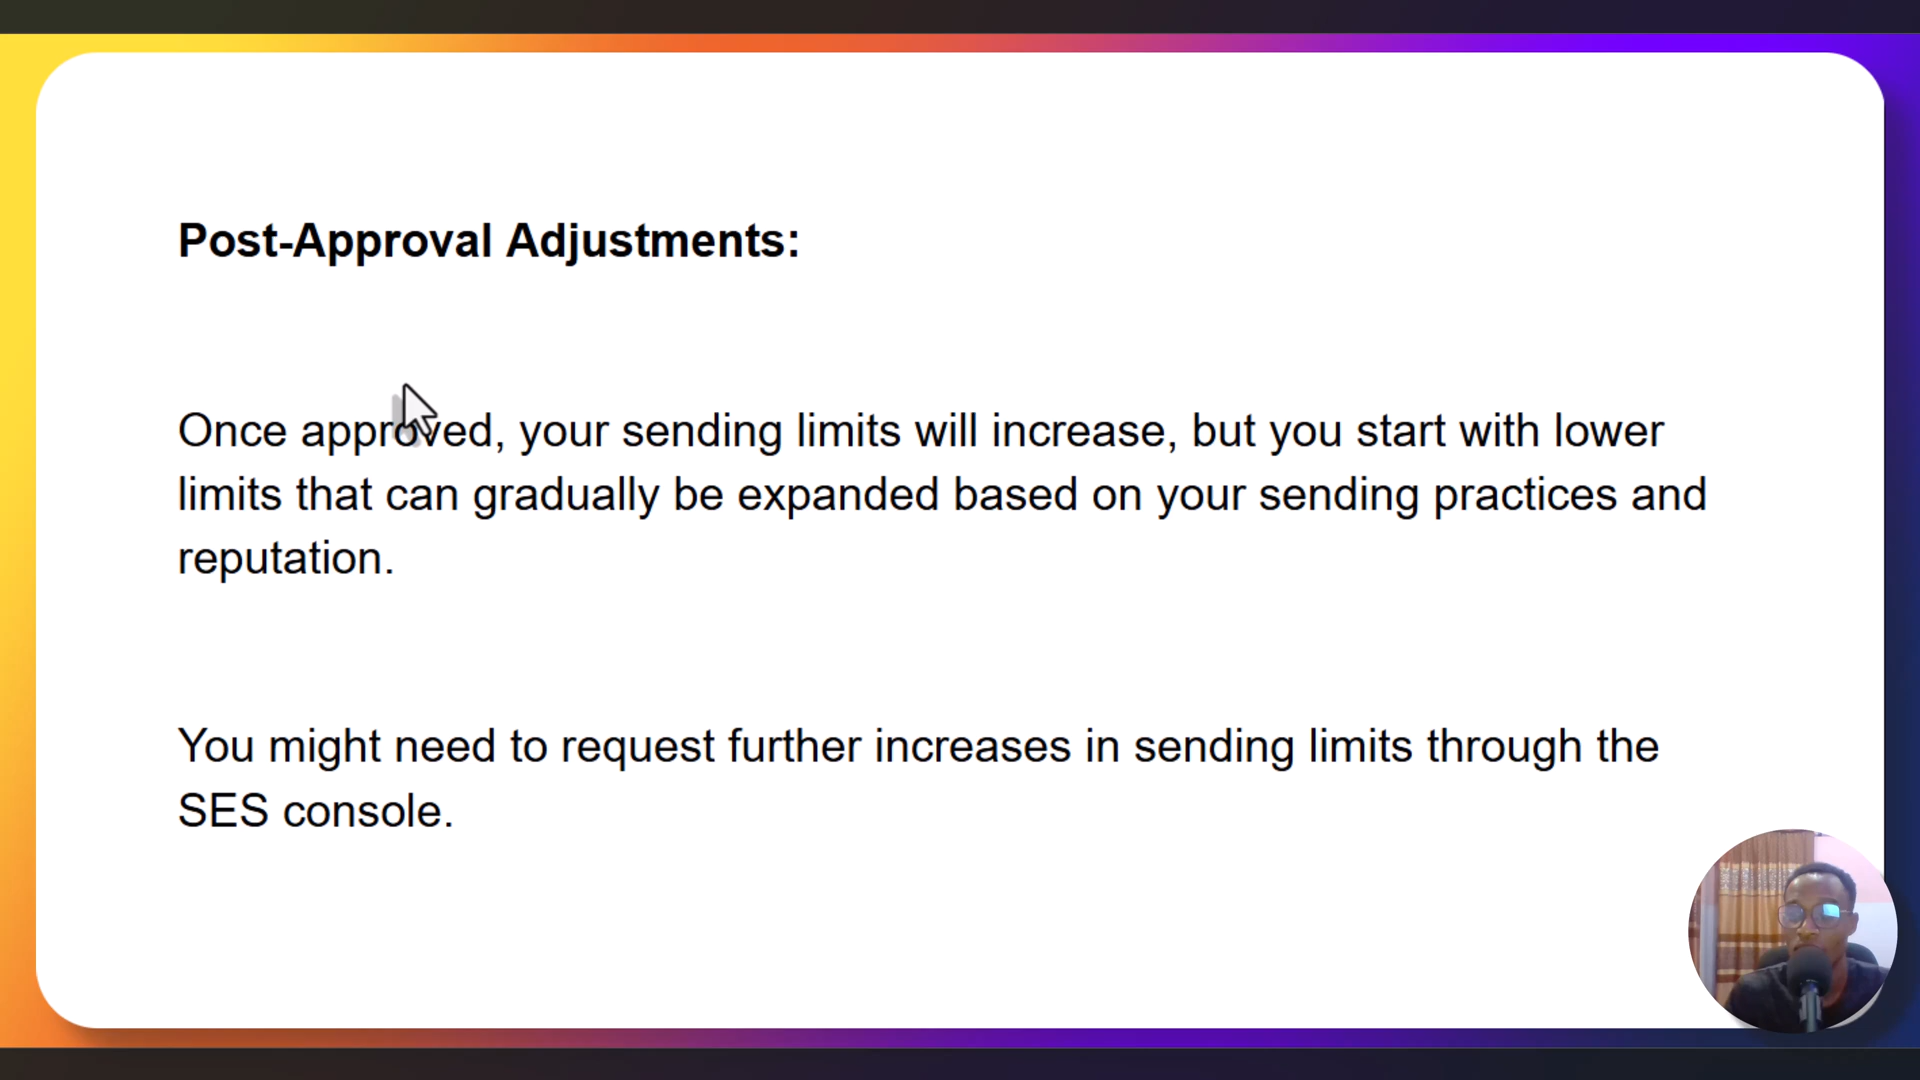 Post-Approval Adjustments:
Once approved, your sending limits will increase, but you start with lower
limits that can gradually be expanded based on your sending practices and
reputation.
You might need to request further increases in sending limits through the
SES console.